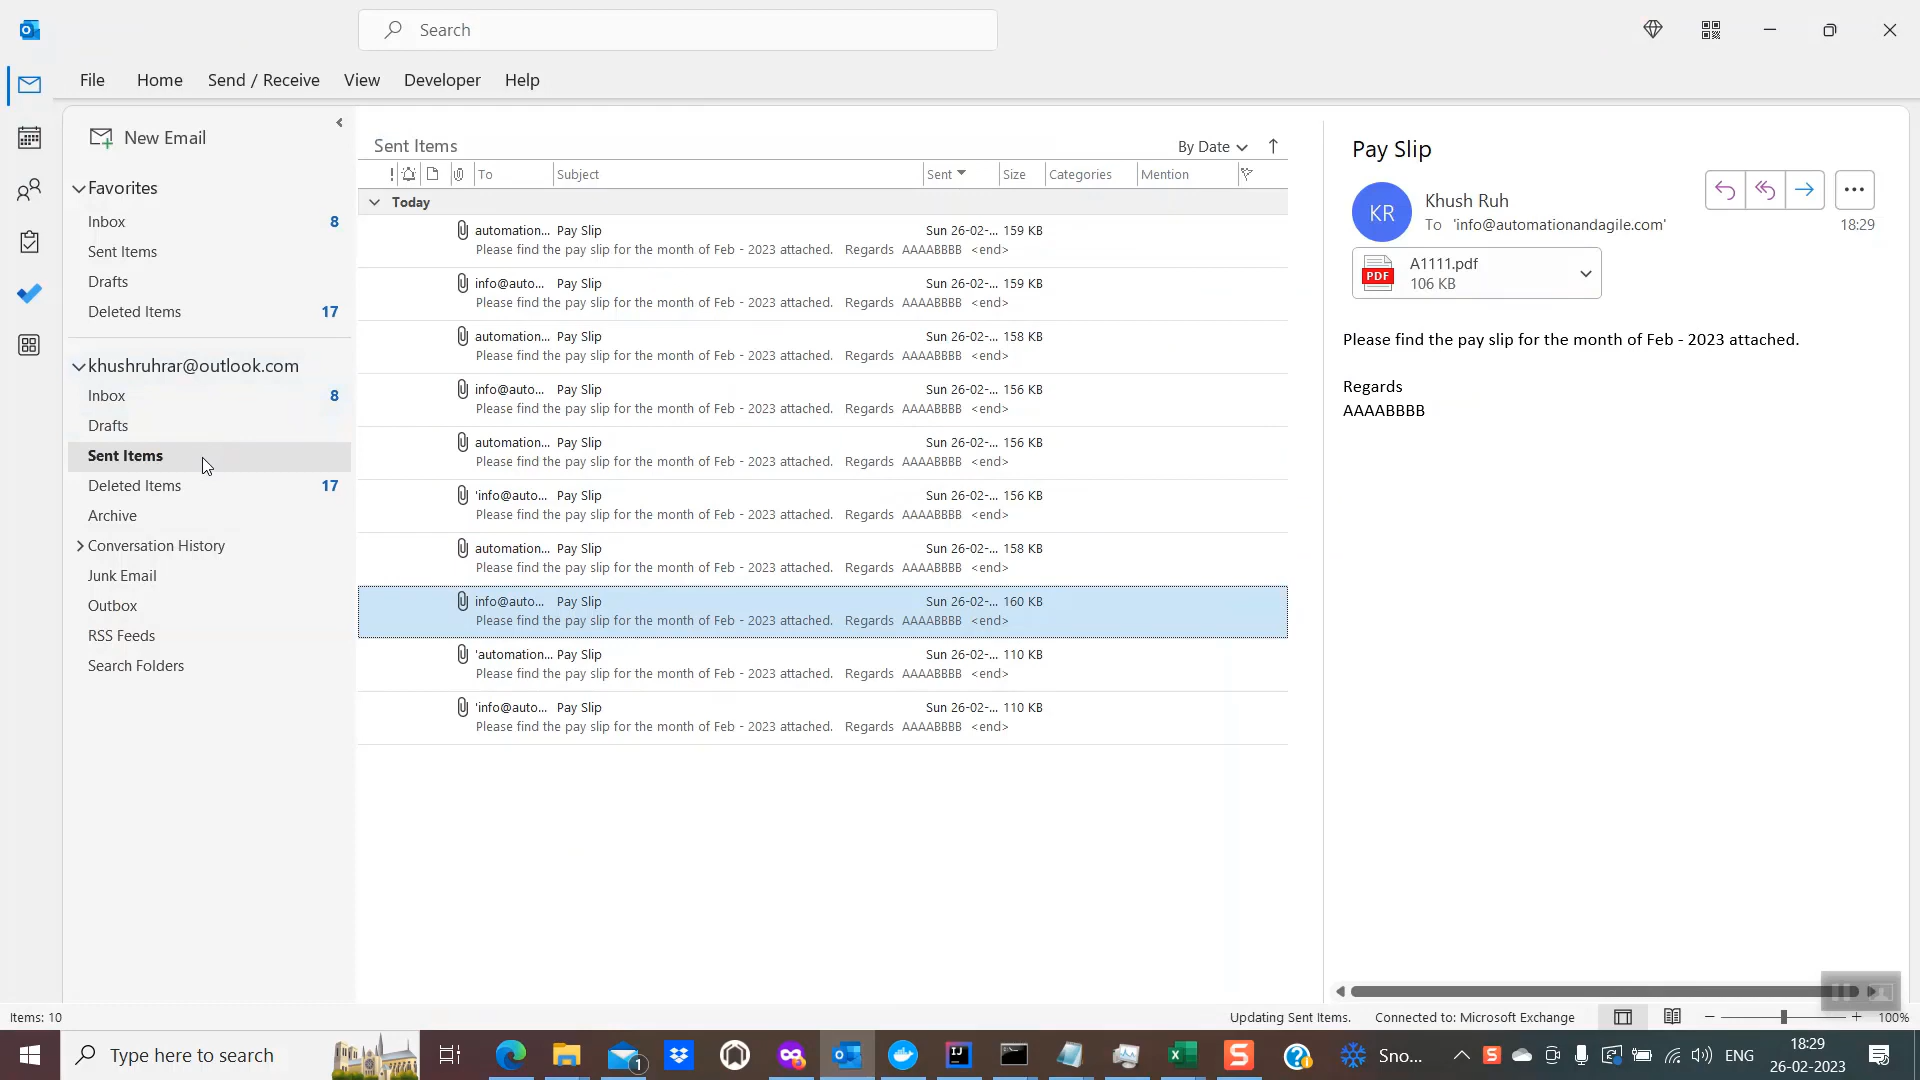 Search
File Home Send / Receive View Developer Help
New Email
Favorites
Inbox 8
Sent Items
Drafts
Deleted Items 17
khushruhrar@outlook.com
Inbox 8
Drafts
Sent Items
Deleted Items 17
Archive
Conversation History
Junk Email
Outbox
RSS Feeds
Search Folders
Sent Items By Date
! To Subject Sent Size Categories Mention
Today
automation... Pay Slip Sun 26-02-... 159 KB
Please find the pay slip for the month of Feb - 2023 attached. Regards AAAABBBB <end>
info@auto... Pay Slip Sun 26-02-... 159 KB
Please find the pay slip for the month of Feb - 2023 attached. Regards AAAABBBB <end>
automation... Pay Slip Sun 26-02-... 158 KB
Please find the pay slip for the month of Feb - 2023 attached. Regards AAAABBBB <end>
info@auto... Pay Slip Sun 26-02-... 156 KB
Please find the pay slip for the month of Feb - 2023 attached. Regards AAAABBBB <end>
automation... Pay Slip Sun 26-02-... 156 KB
Please find the pay slip for the month of Feb - 2023 attached. Regards AAAABBBB <end>
'info@auto... Pay Slip Sun 26-02-... 156 KB
Please find the pay slip for the month of Feb - 2023 attached. Regards AAAABBBB <end>
automation... Pay Slip Sun 26-02-... 158 KB
Please find the pay slip for the month of Feb - 2023 attached. Regards AAAABBBB <end>
info@auto... Pay Slip Sun 26-02-... 160 KB
Please find the pay slip for the month of Feb - 2023 attached. Regards AAAABBBB <end>
'automation... Pay Slip Sun 26-02-... 110 KB
Please find the pay slip for the month of Feb - 2023 attached. Regards AAAABBBB <end>
'info@auto... Pay Slip Sun 26-02-... 110 KB
Please find the pay slip for the month of Feb - 2023 attached. Regards AAAABBBB <end>
Pay Slip
KR
Khush Ruh
To 'info@automationandagile.com' 18:29
PDF
A1111.pdf
106 KB
Please find the pay slip for the month of Feb - 2023 attached.
Regards
AAAABBBB
Items: 10 Updating Sent Items. Connected to: Microsoft Exchange 100%
Type here to search 1 Sno... ENG
18:29
26-02-2023